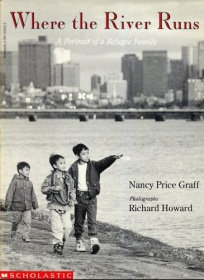 Where the River Runs
A Portrait of a Refugee Family
Nancy Price Graff
Photographs
Richard Howard
SCHOLASTIC